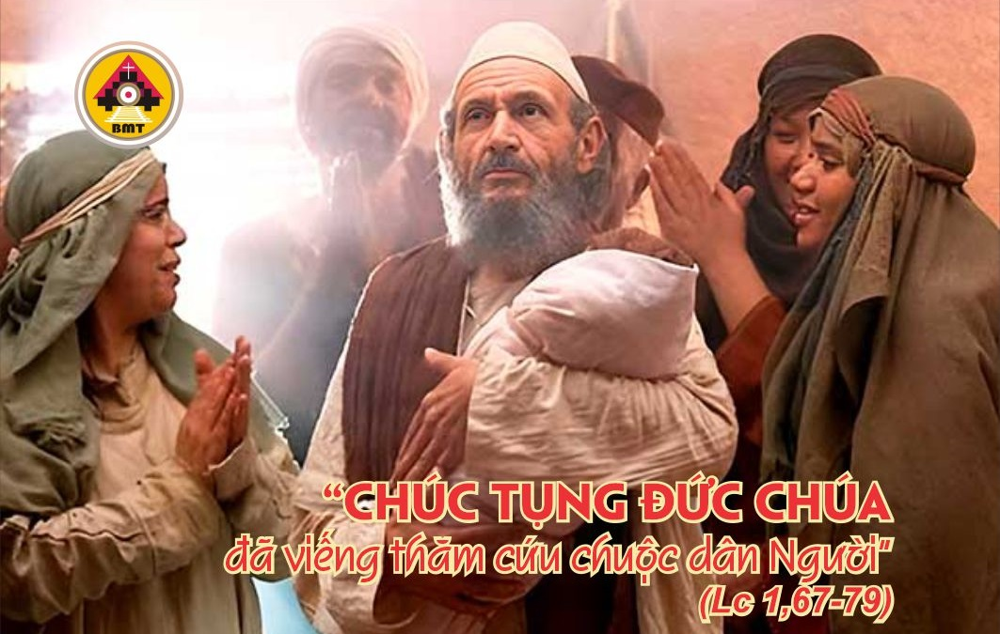 BMT
“CHÚC TỤNG ĐỨC CHÚA
đã viếng thăm cứu chuộc dân Người”
(Lc 1,67-79)